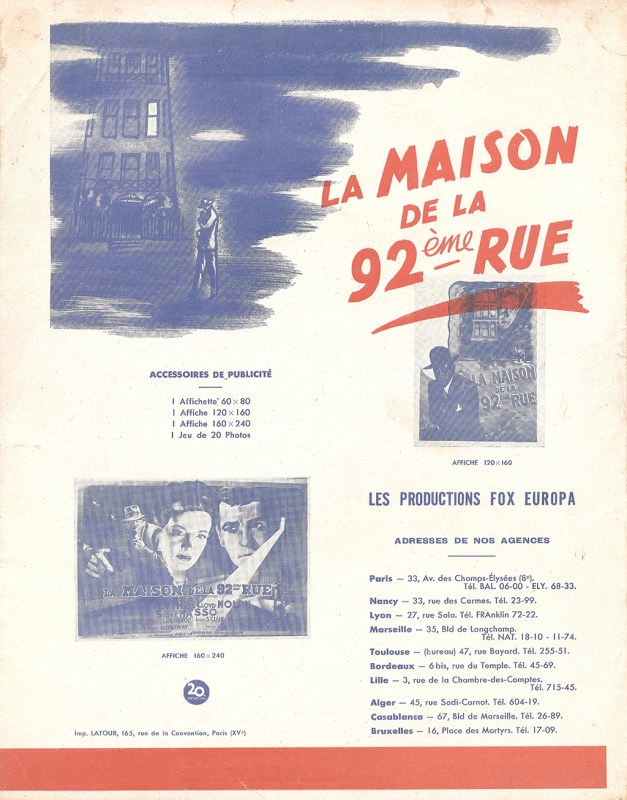 LA MAISON
DE LA
92ème RUE
ACCESSOIRES DE PUBLICITÉ
1 Affichette 60×80
1 Affiche 120×160
1 Affiche 160×240
1 Jeu de 20 Photos
LA MAISON
DE LA
92ème RUE
AFFICHE 120×160
LES PRODUCTIONS FOX EUROPA
ADRESSES DE NOS AGENCES
Paris — 33, Av. des Champs-Élysées (8e).
Tél. BAL. 06-00 - ELY. 68-33.
Nancy — 33, rue des Carmes. Tél. 23-99.
Lyon — 27, rue Sala. Tél. FRAnklin 72-22.
Marseille — 35, Bld de Longchamp.
Tél. NAT. 18-10 - 11-74.
Toulouse — (bureau) 47, rue Bayard. Tél. 255-51.
Bordeaux — 6 bis, rue du Temple. Tél. 45-69.
Lille — 3, rue de la Chambre-des-Comptes.
Tél. 715-45.
Alger — 45, rue Sadi-Carnot. Tél. 604-19.
Casablanca — 67, Bld de Marseille. Tél. 26-89.
Bruxelles — 16, Place des Martyrs. Tél. 17-09.
LA MAISON DE LA 92ème RUE
LLOYD NOLAN
SSO
AFFICHE 160×240
20
Imp. LATOUR, 165, rue de la Convention, Paris (XVe)